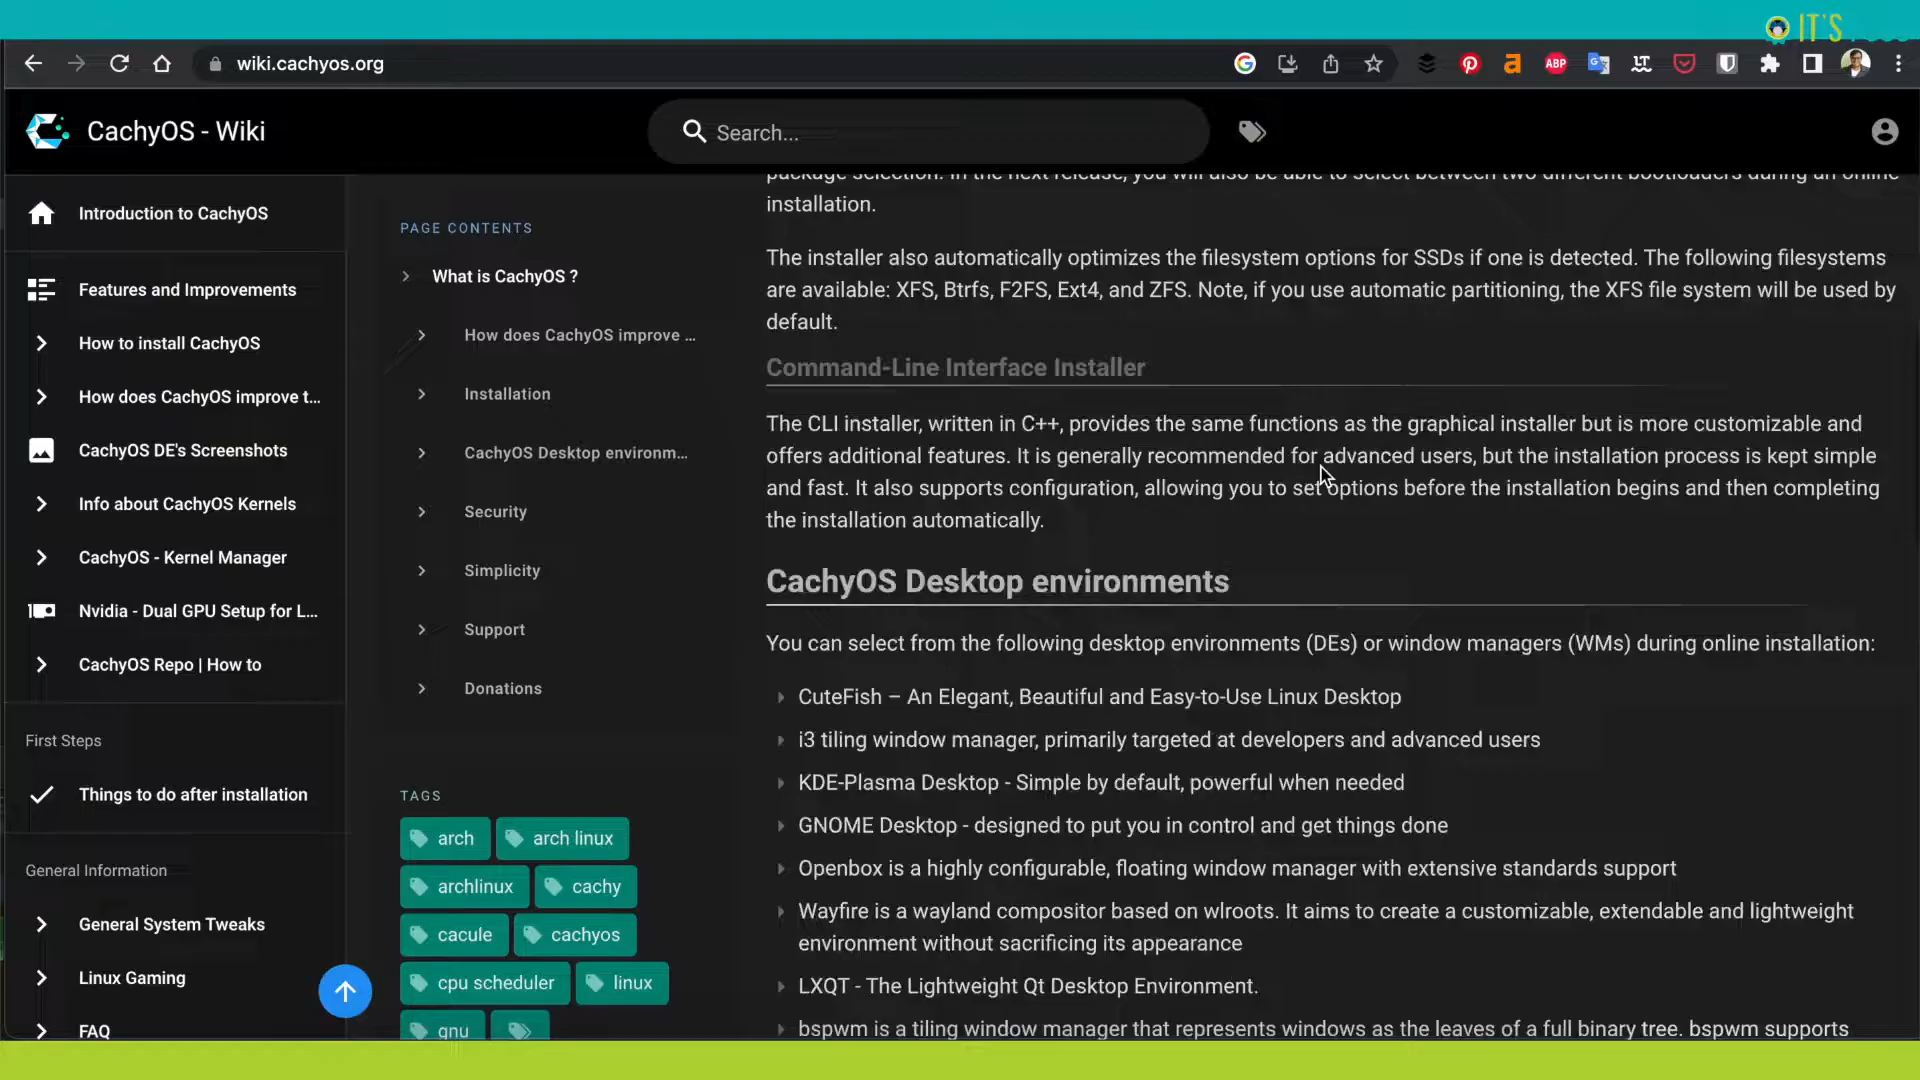 IT'S
wiki.cachyos.org
ABP
CachyOS - Wiki
Search...
Introduction to CachyOS
Features and Improvements
How to install CachyOS
How does CachyOS improve t...
CachyOS DE's Screenshots
Info about CachyOS Kernels
CachyOS - Kernel Manager
Nvidia - Dual GPU Setup for L...
CachyOS Repo | How to
First Steps
Things to do after installation
General Information
General System Tweaks
Linux Gaming
FAQ
PAGE CONTENTS
What is CachyOS ?
How does CachyOS improve ...
Installation
CachyOS Desktop environm...
Security
Simplicity
Support
Donations
TAGS
arch
arch linux
archlinux
cachy
cacule
cachyos
cpu scheduler
linux
gnu
package selection. In the next release, you will also be able to select between two different bootloaders during an online
installation.
The installer also automatically optimizes the filesystem options for SSDs if one is detected. The following filesystems
are available: XFS, Btrfs, F2FS, Ext4, and ZFS. Note, if you use automatic partitioning, the XFS file system will be used by
default.
Command-Line Interface Installer
The CLI installer, written in C++, provides the same functions as the graphical installer but is more customizable and
offers additional features. It is generally recommended for advanced users, but the installation process is kept simple
and fast. It also supports configuration, allowing you to set options before the installation begins and then completing
the installation automatically.
CachyOS Desktop environments
You can select from the following desktop environments (DEs) or window managers (WMs) during online installation:
CuteFish – An Elegant, Beautiful and Easy-to-Use Linux Desktop
i3 tiling window manager, primarily targeted at developers and advanced users
KDE-Plasma Desktop - Simple by default, powerful when needed
GNOME Desktop - designed to put you in control and get things done
Openbox is a highly configurable, floating window manager with extensive standards support
Wayfire is a wayland compositor based on wlroots. It aims to create a customizable, extendable and lightweight
environment without sacrificing its appearance
LXQT - The Lightweight Qt Desktop Environment.
bspwm is a tiling window manager that represents windows as the leaves of a full binary tree. bspwm supports